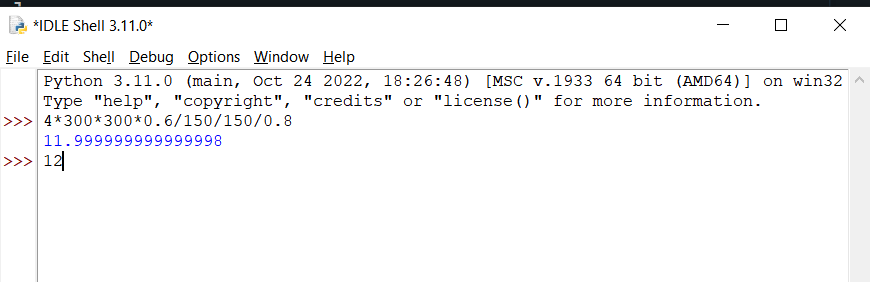 *IDLE Shell 3.11.0*
File Edit Shell Debug Options Window Help
Python 3.11.0 (main, Oct 24 2022, 18:26:48) [MSC v.1933 64 bit (AMD64)] on win32
Type "help", "copyright", "credits" or "license()" for more information.
>>> 4*300*300*0.6/150/150/0.8
11.999999999999998
>>> 12